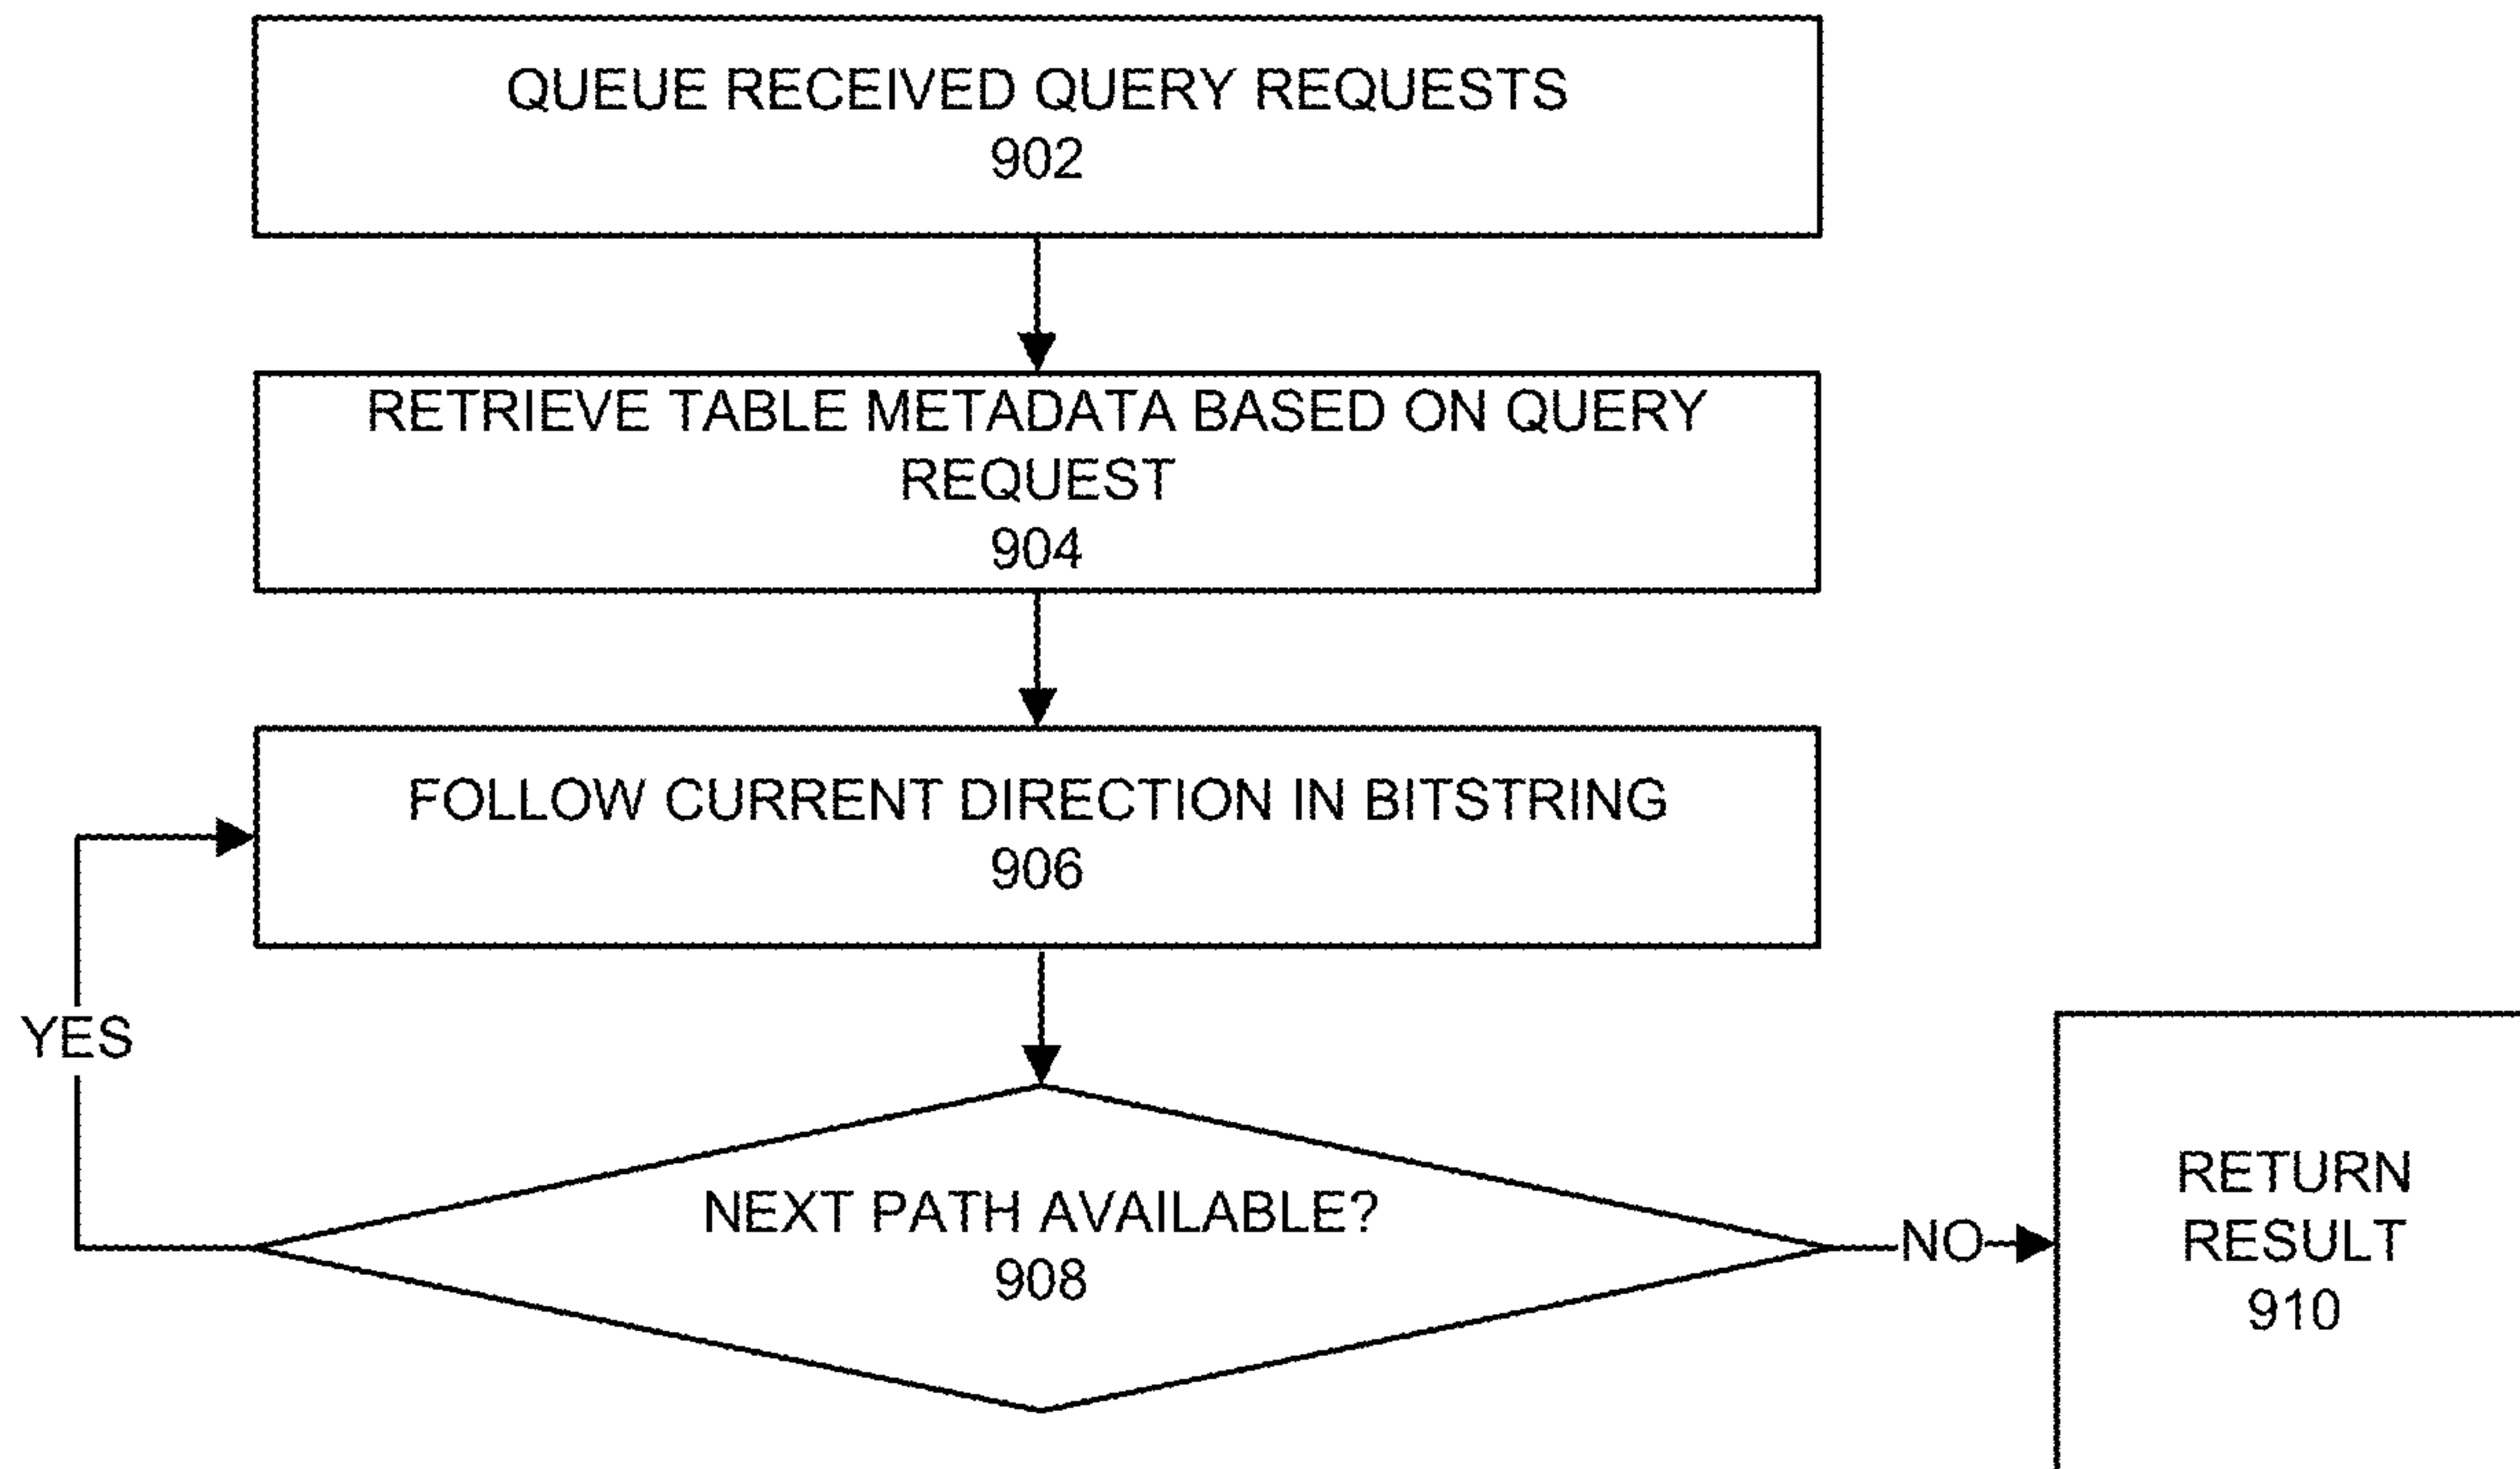 QUEUE RECEIVED QUERY REQUESTS
902
RETRIEVE TABLE METADATA BASED ON QUERY
REQUEST
904
FOLLOW CURRENT DIRECTION IN BITSTRING
906
YES
NEXT PATH AVAILABLE?
908
NO
RETURN
RESULT
910